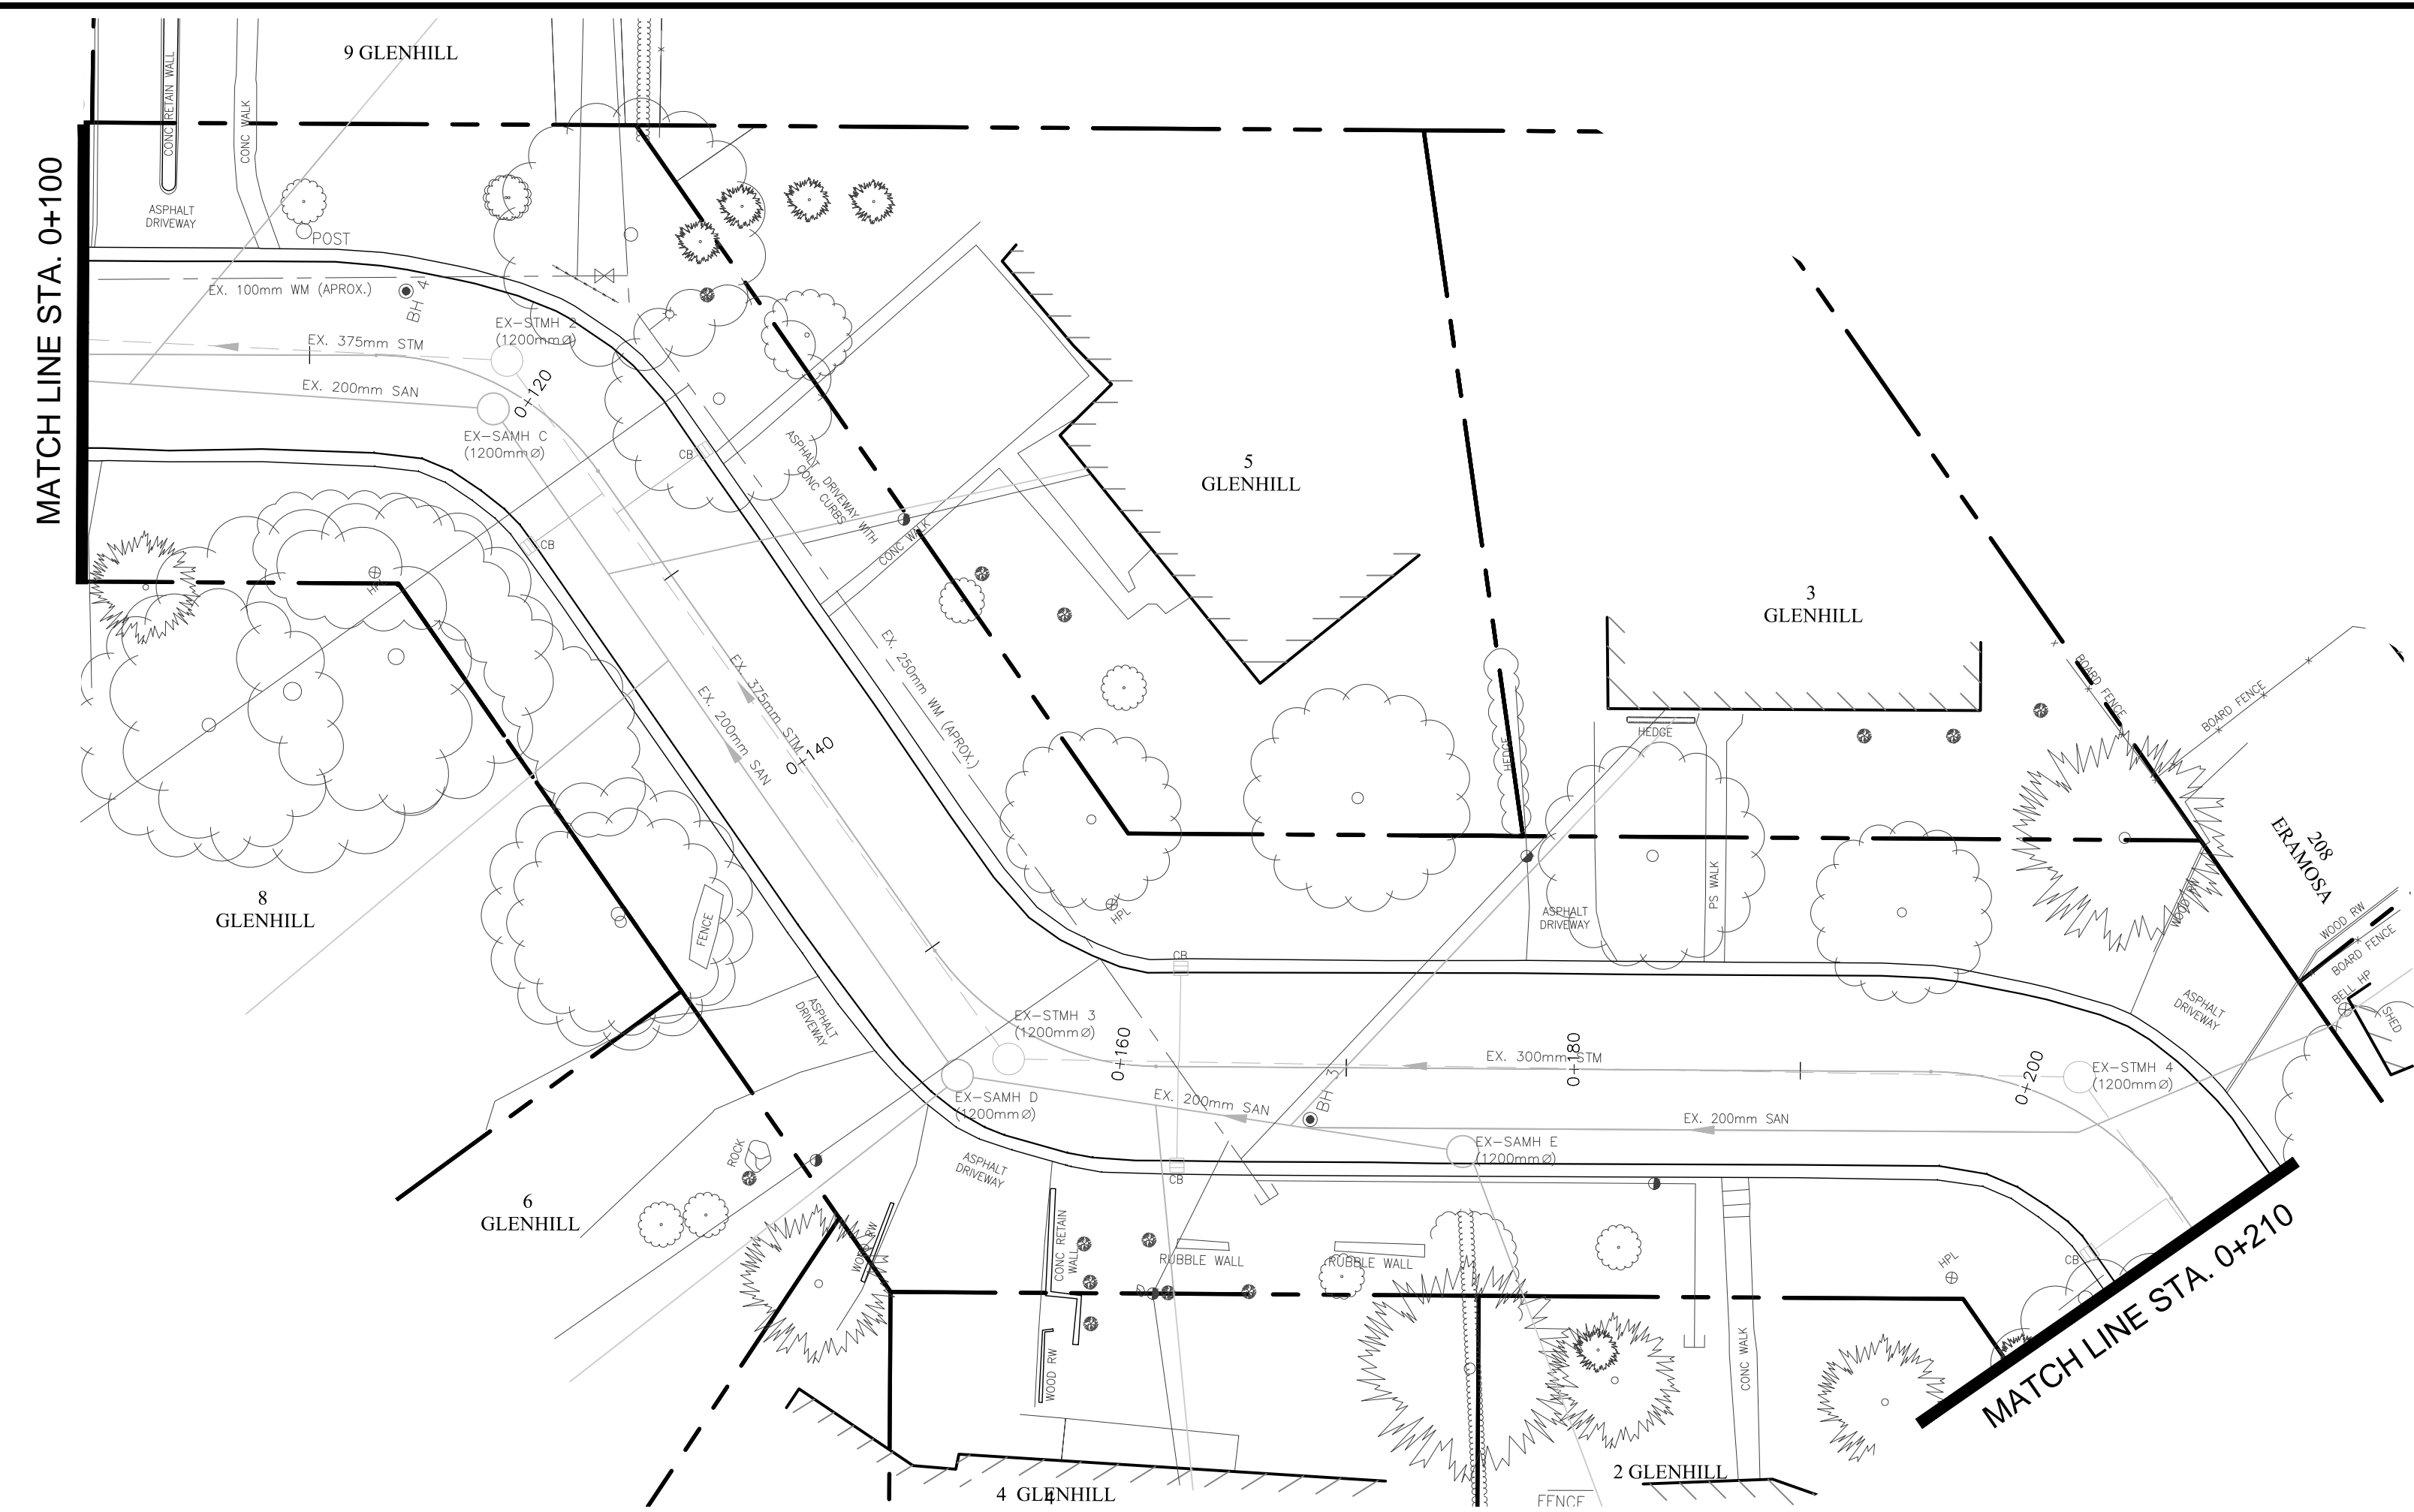 9 GLENHILL
CONC RETAIN WALL
CONC WALK
MATCH LINE STA. 0+100
ASPHALT
DRIVEWAY
POST
EX. 100mm WM (APROX.)
BH 4
EX-STMH 2
(1200mmØ)
EX. 375mm STM
EX. 200mm SAN
0+120
EX-SAMH C
(1200mmØ)
CB
CB
ASPHALT DRIVEWAY WITH
CONC CURBS
CONC WALK
5
GLENHILL
3
GLENHILL
HPL
EX. 250mm WM (APROX.)
EX. 375mm STM
EX. 200mm SAN
0+140
HEDGE
HEDGE
BOARD FENCE
BOARD FENCE
208
ERAMOSA
8
GLENHILL
FENCE
HPL
ASPHALT
DRIVEWAY
PS WALK
WOOD RW
WOOD RW
BOARD FENCE
BELL HP
SHED
ASPHALT
DRIVEWAY
CB
ASPHALT
DRIVEWAY
EX-STMH 3
(1200mmØ)
0+160
EX. 300mm STM
0+180
0+200
EX-STMH 4
(1200mmØ)
EX-SAMH D
(1200mmØ)
EX. 200mm SAN
BH 3
EX. 200mm SAN
EX-SAMH E
(1200mmØ)
ROCK
ASPHALT
DRIVEWAY
CB
6
GLENHILL
WOOD RW
CONC RETAIN
WALL
RUBBLE WALL
RUBBLE WALL
HPL
CB
MATCH LINE STA. 0+210
WOOD RW
CONC WALK
4 GLENHILL
4
2 GLENHILL
FENCE